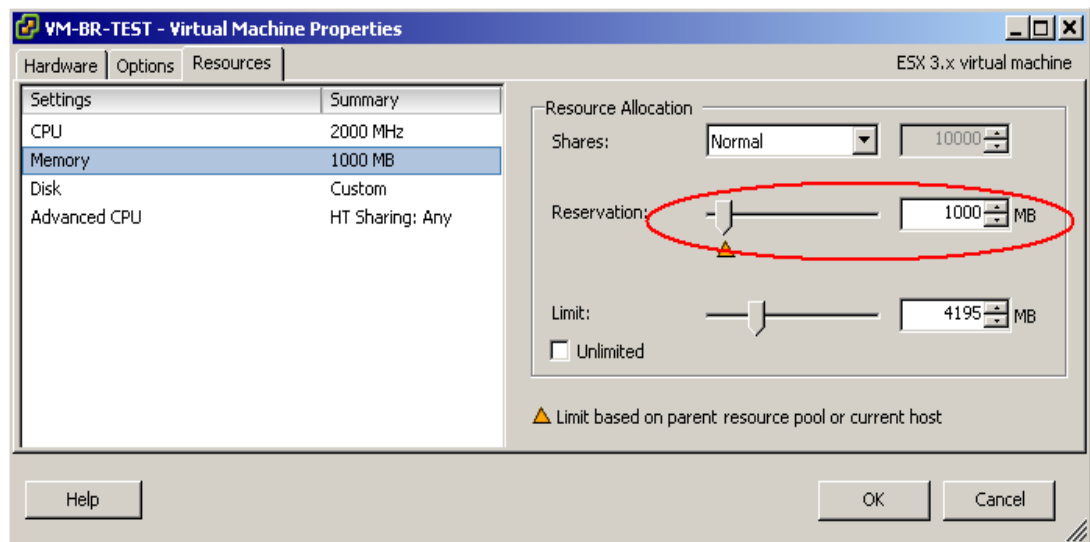 VM-BR-TEST - Virtual Machine Properties
Hardware Options Resources ESX 3.x virtual machine
Settings Summary
CPU 2000 MHz
Memory 1000 MB
Disk Custom
Advanced CPU HT Sharing: Any
Resource Allocation
Shares: Normal 10000
Reservation: 1000 MB
Limit: 4195 MB
Unlimited
Limit based on parent resource pool or current host
Help OK Cancel